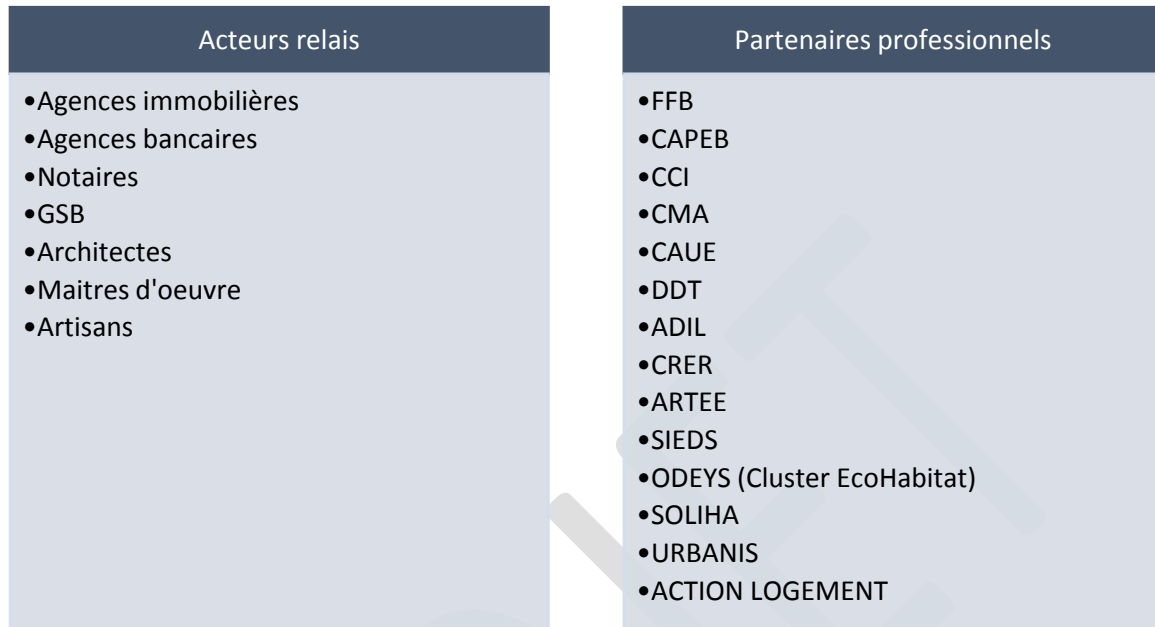 Acteurs relais
•Agences immobilières
•Agences bancaires
•Notaires
•GSB
•Architectes
•Maitres d'oeuvre
•Artisans
Partenaires professionnels
•FFB
•CAPEB
•CCI
•CMA
•CAUE
•DDT
•ADIL
•CRER
•ARTEE
•SIEDS
•ODEYS (Cluster EcoHabitat)
•SOLIHA
•URBANIS
•ACTION LOGEMENT